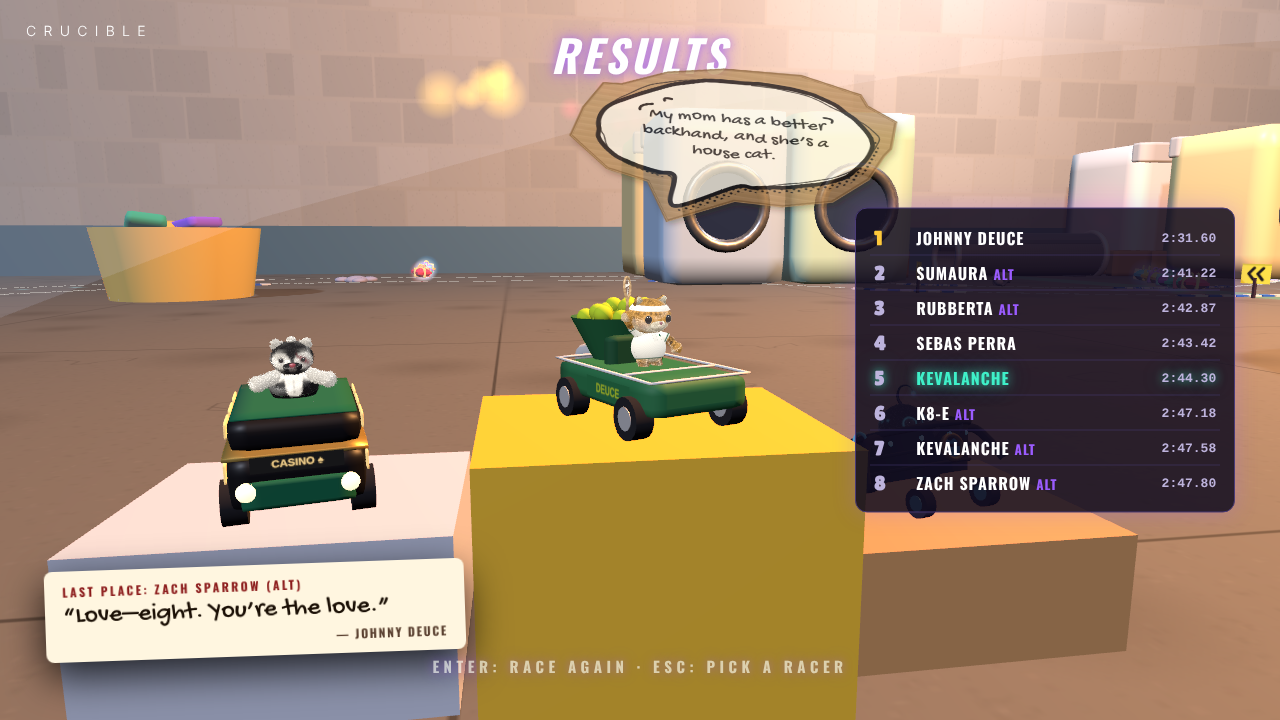 CRUCIBLE
RESULTS
"My mom has a better
backhand, and she's a
house cat."
1 JOHNNY DEUCE 2:31.60
2 SUMAURA ALT 2:41.22
3 RUBBERTA ALT 2:42.87
4 SEBAS PERRA 2:43.42
5 KEVALANCHE 2:44.30
6 K8-E ALT 2:47.18
7 KEVALANCHE ALT 2:47.58
8 ZACH SPARROW ALT 2:47.80
DEUCE
CASINO ♠
LAST PLACE: ZACH SPARROW (ALT)
"Love—eight. You're the love."
— JOHNNY DEUCE
ENTER: RACE AGAIN · ESC: PICK A RACER